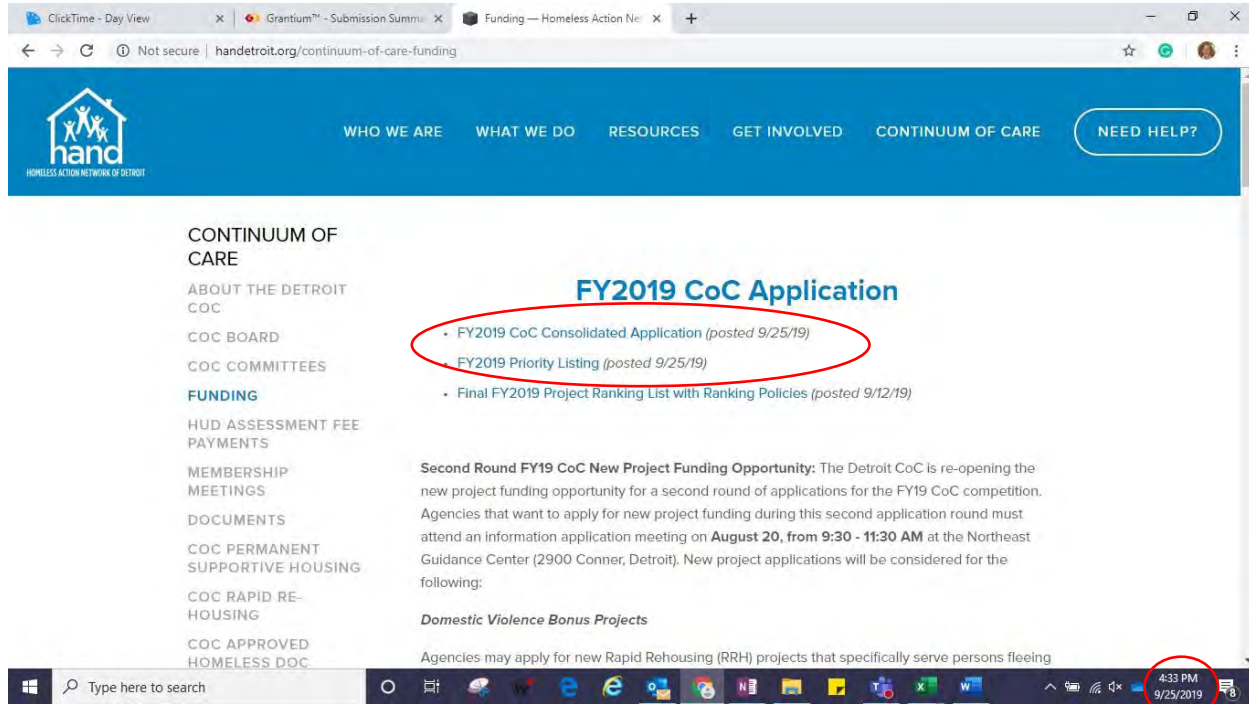 ClickTime - Day View
Grantium™ - Submission Summa
Funding — Homeless Action Ne
Not secure | handetroit.org/continuum-of-care-funding
hand
HOMELESS ACTION NETWORK OF DETROIT
WHO WE ARE WHAT WE DO RESOURCES GET INVOLVED CONTINUUM OF CARE NEED HELP?
CONTINUUM OF
CARE
ABOUT THE DETROIT
COC
COC BOARD
COC COMMITTEES
FUNDING
HUD ASSESSMENT FEE
PAYMENTS
MEMBERSHIP
MEETINGS
DOCUMENTS
COC PERMANENT
SUPPORTIVE HOUSING
COC RAPID RE-
HOUSING
COC APPROVED
HOMELESS DOC
FY2019 CoC Application
• FY2019 CoC Consolidated Application (posted 9/25/19)
• FY2019 Priority Listing (posted 9/25/19)
• Final FY2019 Project Ranking List with Ranking Policies (posted 9/12/19)
Second Round FY19 CoC New Project Funding Opportunity: The Detroit CoC is re-opening the
new project funding opportunity for a second round of applications for the FY19 CoC competition.
Agencies that want to apply for new project funding during this second application round must
attend an information application meeting on August 20, from 9:30 - 11:30 AM at the Northeast
Guidance Center (2900 Conner, Detroit). New project applications will be considered for the
following:
Domestic Violence Bonus Projects
Agencies may apply for new Rapid Rehousing (RRH) projects that specifically serve persons fleeing
Type here to search
4:33 PM
9/25/2019
8